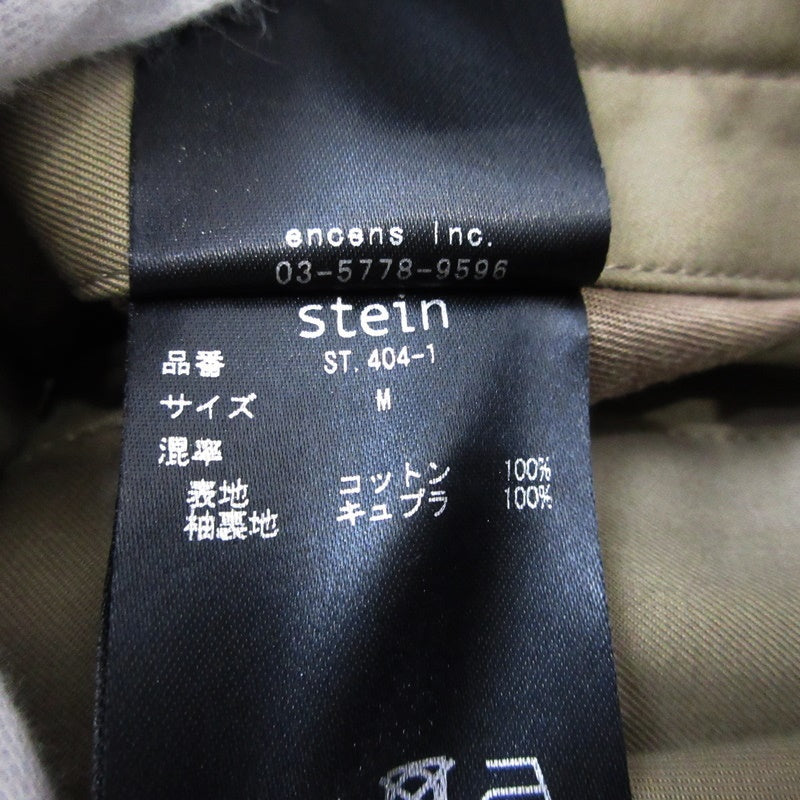 encens Inc.
03-5778-9596
stein
品番 ST.404-1
サイズ M
混率
表地 コットン 100%
袖裏地 キュプラ 100%